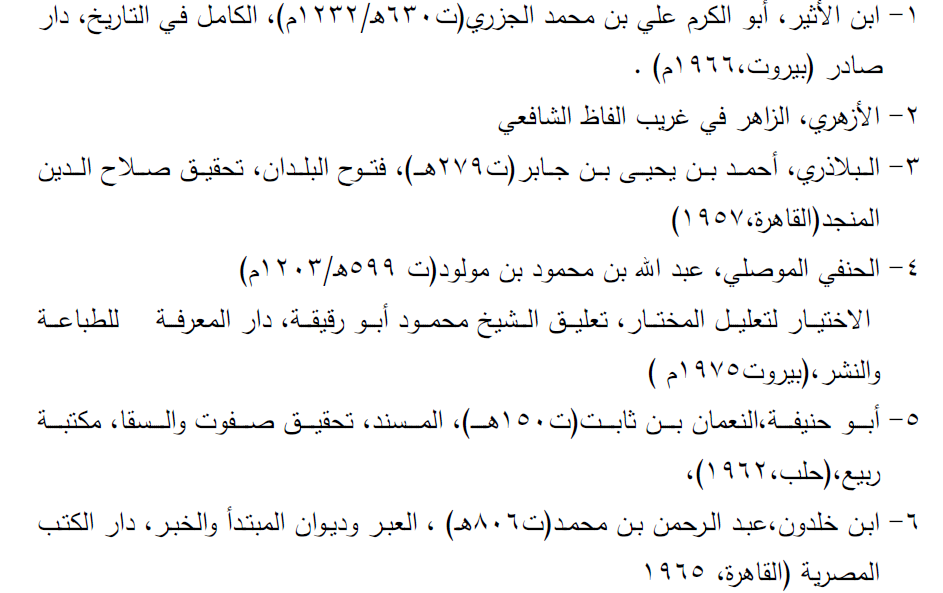 ١- ابن الأثير، أبو الكرم علي بن محمد الجزري(ت٦٣٠هـ/١٢٣٢م)، الكامل في التاريخ، دار
صادر (بيروت،١٩٦٦م) .
٢- الأزهري، الزاهر في غريب الفاظ الشافعي
٣- البلاذري، أحمد بن يحيى بن جابر(ت٢٧٩هـ)، فتوح البلدان، تحقيق صلاح الدين
المنجد(القاهرة،١٩٥٧)
٤- الحنفي الموصلي، عبد الله بن محمود بن مولود(ت ٥٩٩هـ/١٢٠٣م)
الاختيار لتعليل المختار، تعليق الشيخ محمود أبو رقيقة، دار المعرفة للطباعة
والنشر،(بيروت١٩٧٥م )
٥- أبو حنيفة،النعمان بن ثابت(ت١٥٠هـ)، المسند، تحقيق صفوت والسقا، مكتبة
ربيع،(حلب،١٩٦٢)،
٦- ابن خلدون،عبد الرحمن بن محمد(ت٨٠٦هـ) ، العبر وديوان المبتدأ والخبر، دار الكتب
المصرية (القاهرة، ١٩٦٥